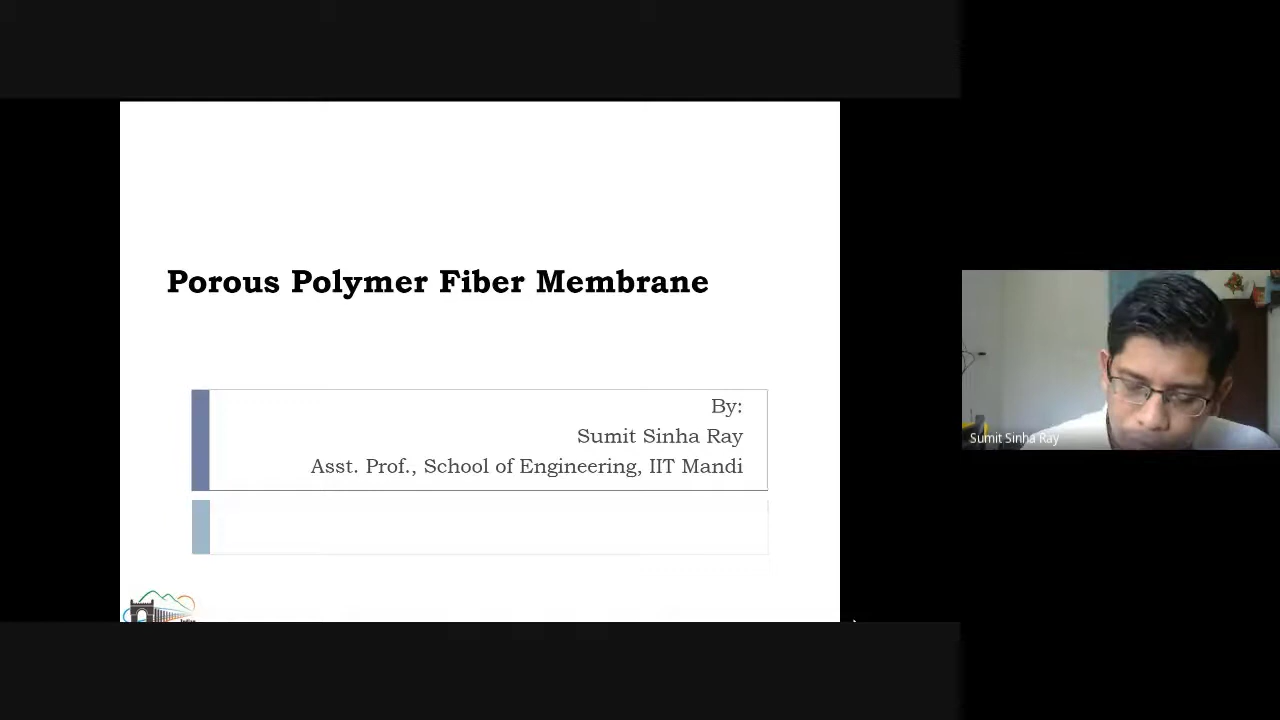 Porous Polymer Fiber Membrane
By:
Sumit Sinha Ray
Asst. Prof., School of Engineering, IIT Mandi
Sumit Sinha Ray